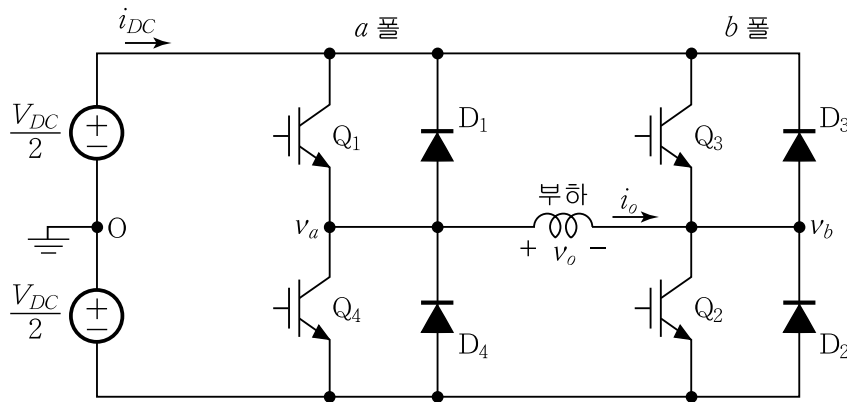 i_DC
a 폴
b 폴
V_DC/2
+
−
Q₁
D₁
Q₃
D₃
부하
i_o
O
v_a
+ v_o −
v_b
V_DC/2
+
−
Q₄
D₄
Q₂
D₂